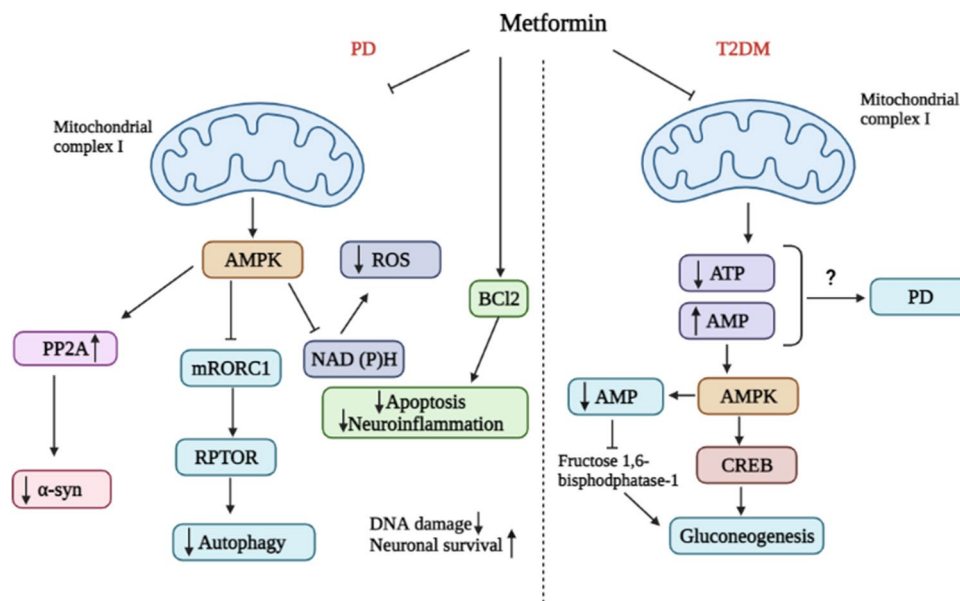 Metformin
PD
T2DM
Mitochondrial
complex I
Mitochondrial
complex I
AMPK
↓ ROS
BCl2
PP2A↑
mRORC1
NAD (P)H
↓Apoptosis
↓Neuroinflammation
RPTOR
↓ α-syn
↓Autophagy
DNA damage↓
Neuronal survival↑
↓ ATP
↑ AMP
?
PD
↓ AMP
AMPK
Fructose 1,6-
bisphodphatase-1
CREB
Gluconeogenesis